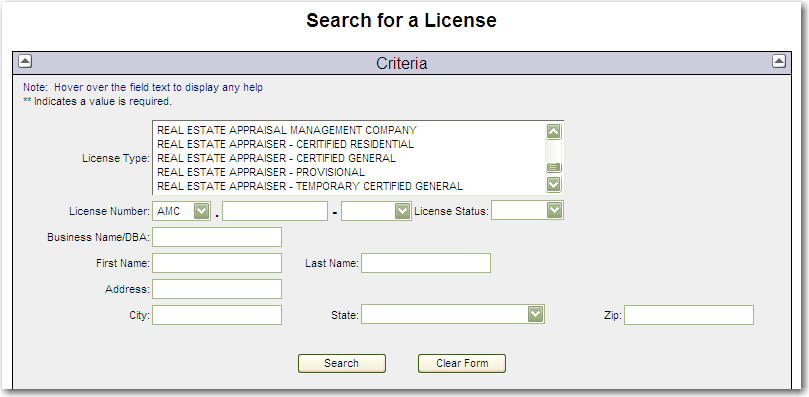 Search for a License
Criteria
Note: Hover over the field text to display any help
** Indicates a value is required.
License Type:
REAL ESTATE APPRAISAL MANAGEMENT COMPANY
REAL ESTATE APPRAISER - CERITIFIED RESIDENTIAL
REAL ESTATE APPRAISER - CERTIFIED GENERAL
REAL ESTATE APPRAISER - PROVISIONAL
REAL ESTATE APPRAISER - TEMPORARY CERTIFIED GENERAL
License Number: AMC . - License Status:
Business Name/DBA:
First Name: Last Name:
Address:
City: State: Zip:
Search Clear Form